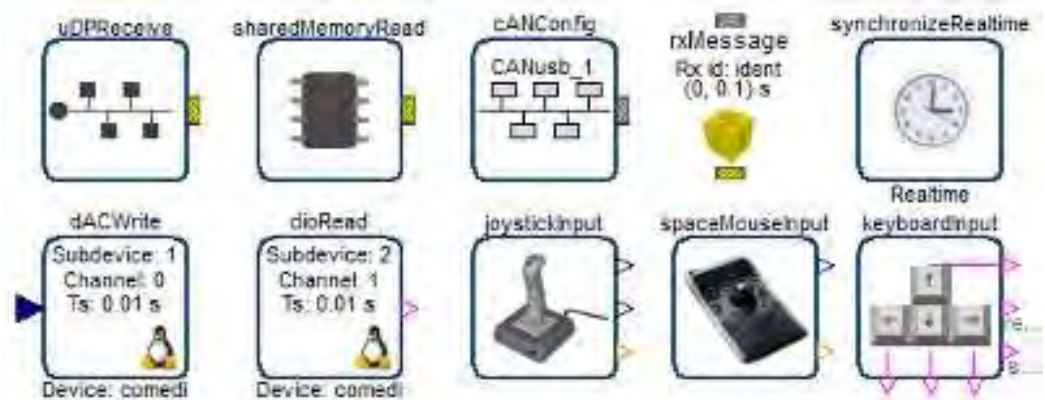 uDPReceive
sharedMemoryRead
cANConfig
CANusb_1
rxMessage
Rx id: ident
(0, 0.1) s
synchronizeRealtime
Realtime
dACWrite
Subdevice: 1
Channel: 0
Ts: 0.01 s
Device: comedi
dioRead
Subdevice: 2
Channel: 1
Ts: 0.01 s
Device: comedi
joystickInput
spaceMouseInput
keyboardInput